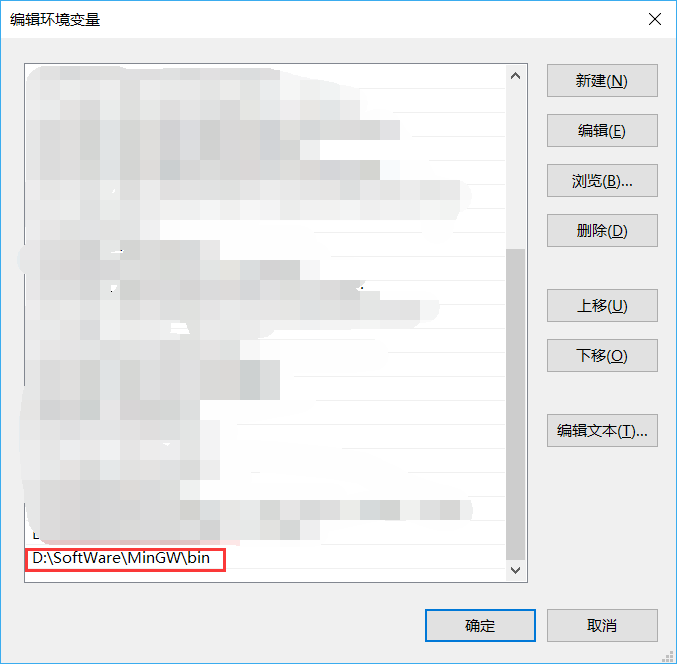 编辑环境变量
新建(N)
编辑(E)
浏览(B)...
删除(D)
上移(U)
下移(O)
编辑文本(T)...
D:\SoftWare\MinGW\bin
确定
取消